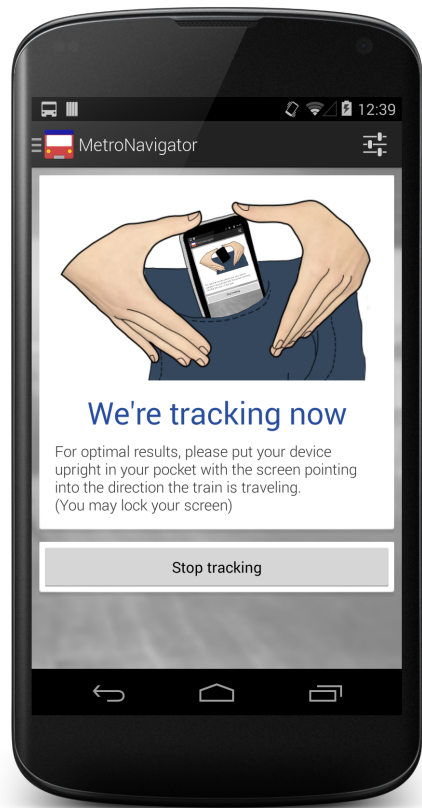 12:39
MetroNavigator
We're tracking now
For optimal results, please put your device
upright in your pocket with the screen pointing
into the direction the train is traveling.
(You may lock your screen)
Stop tracking